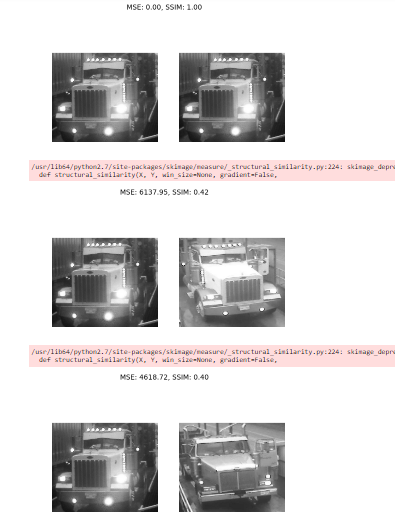 MSE: 0.00, SSIM: 1.00
/usr/lib64/python2.7/site-packages/skimage/measure/_structural_similarity.py:224: skimage_depre
def structural_similarity(X, Y, win_size=None, gradient=False,
MSE: 6137.95, SSIM: 0.42
/usr/lib64/python2.7/site-packages/skimage/measure/_structural_similarity.py:224: skimage_depre
def structural_similarity(X, Y, win_size=None, gradient=False,
MSE: 4618.72, SSIM: 0.40